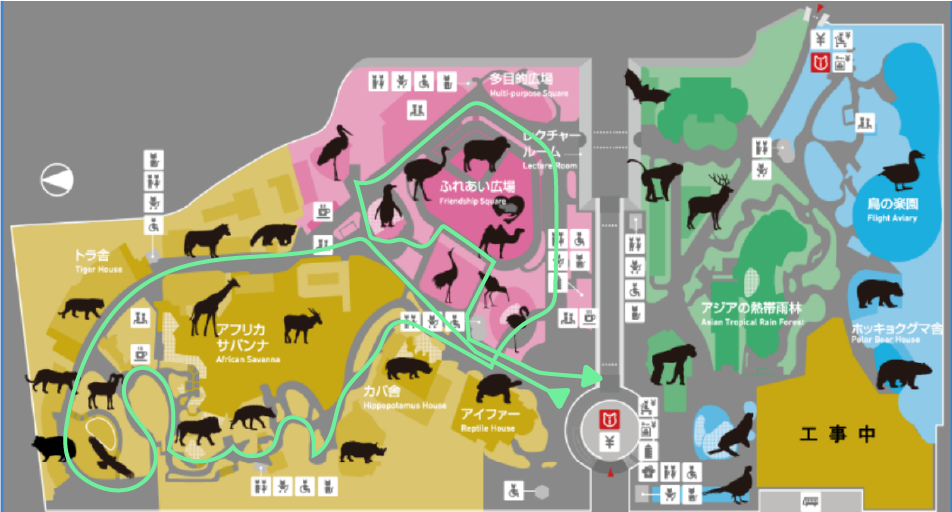 多目的広場
Multi-purpose Square
レクチャー
ルーム
Lecture Room
ふれあい広場
Friendship Square
トラ舎
Tiger House
アフリカ
サバンナ
African Savanna
カバ舎
Hippopotamus House
アイファー
Reptile House
鳥の楽園
Flight Aviary
アジアの熱帯雨林
Asian Tropical Rain Forest
ホッキョクグマ舎
Polar Bear House
工事中
¥
¥